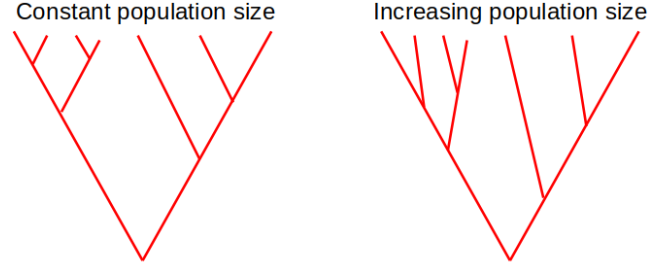 Constant population size
Increasing population size